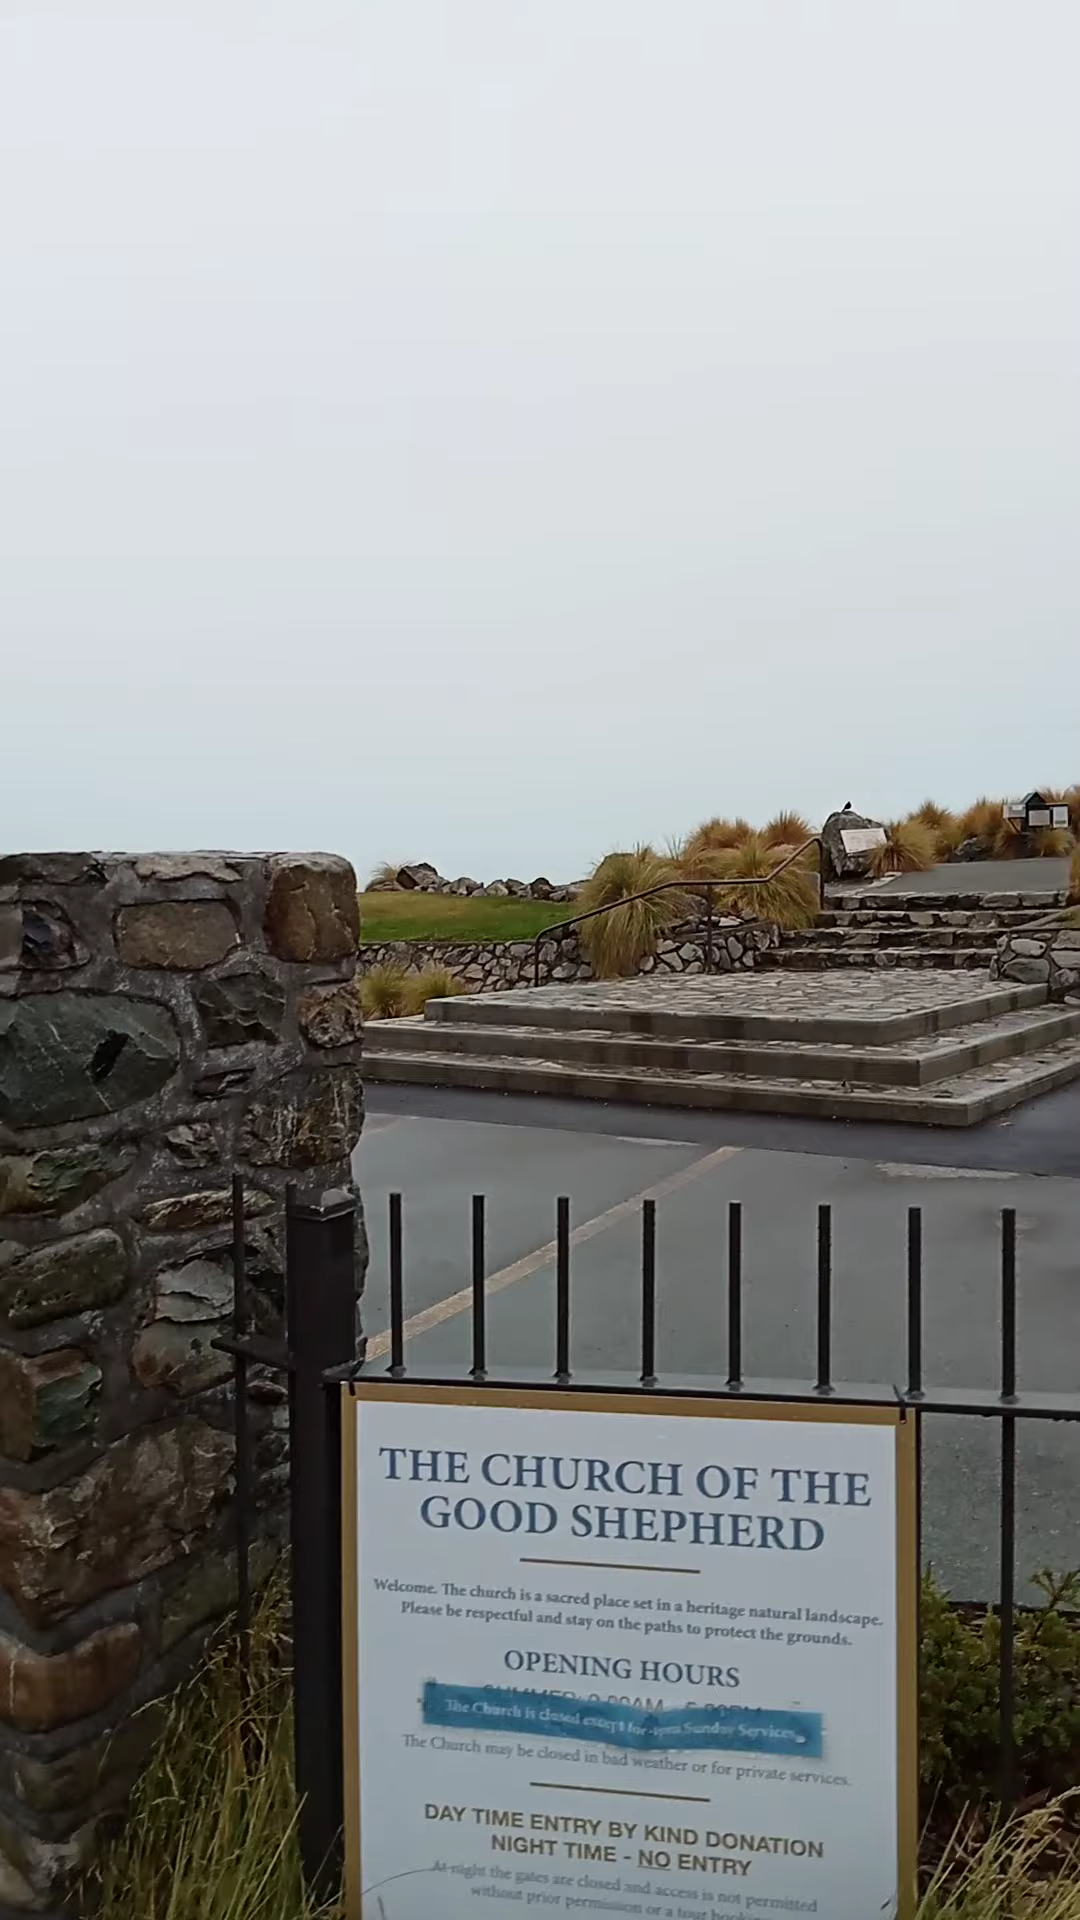 THE CHURCH OF THE
GOOD SHEPHERD
Welcome. The church is a sacred place set in a heritage natural landscape.
Please be respectful and stay on the paths to protect the grounds.
OPENING HOURS
The Church is closed except for 4pm Sunday Services
The Church may be closed in bad weather or for private services.
DAY TIME ENTRY BY KIND DONATION
NIGHT TIME - NO ENTRY
At night the gates are closed and access is not permitted
without prior permission or a tour